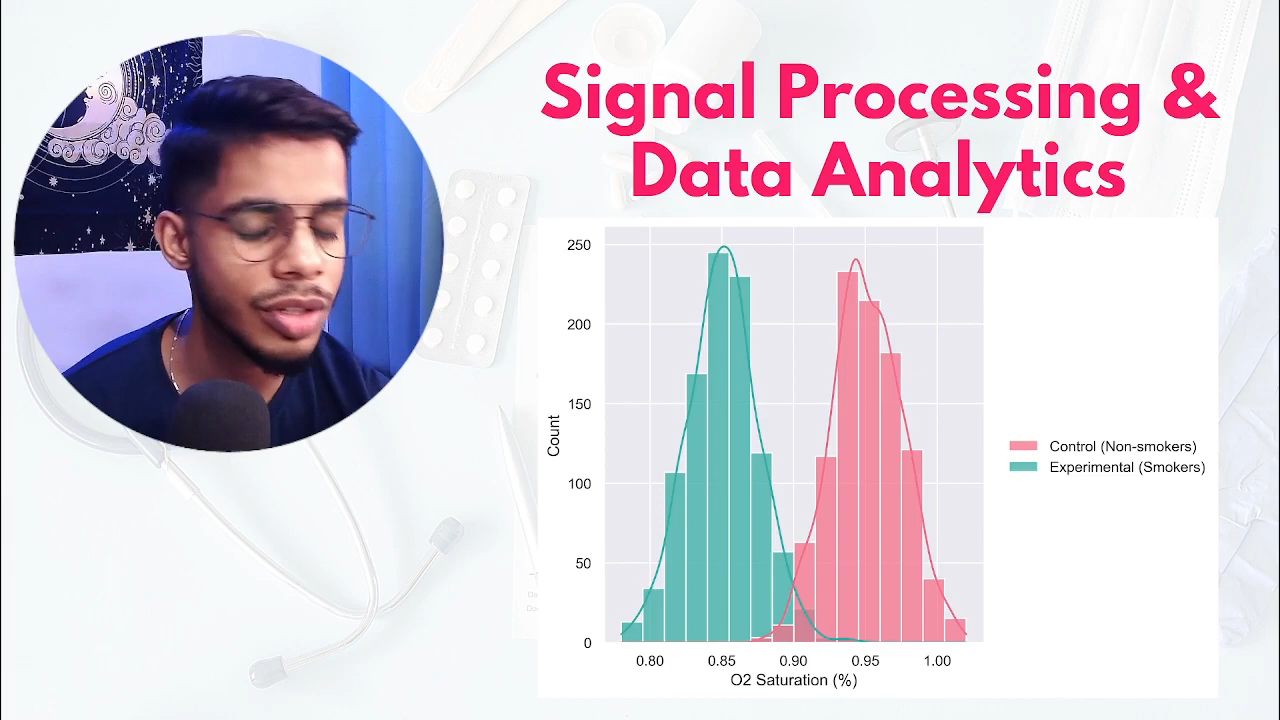 Signal Processing &
Data Analytics
250
200
150
100
50
0
Count
0.80 0.85 0.90 0.95 1.00
O2 Saturation (%)
Control (Non-smokers)
Experimental (Smokers)